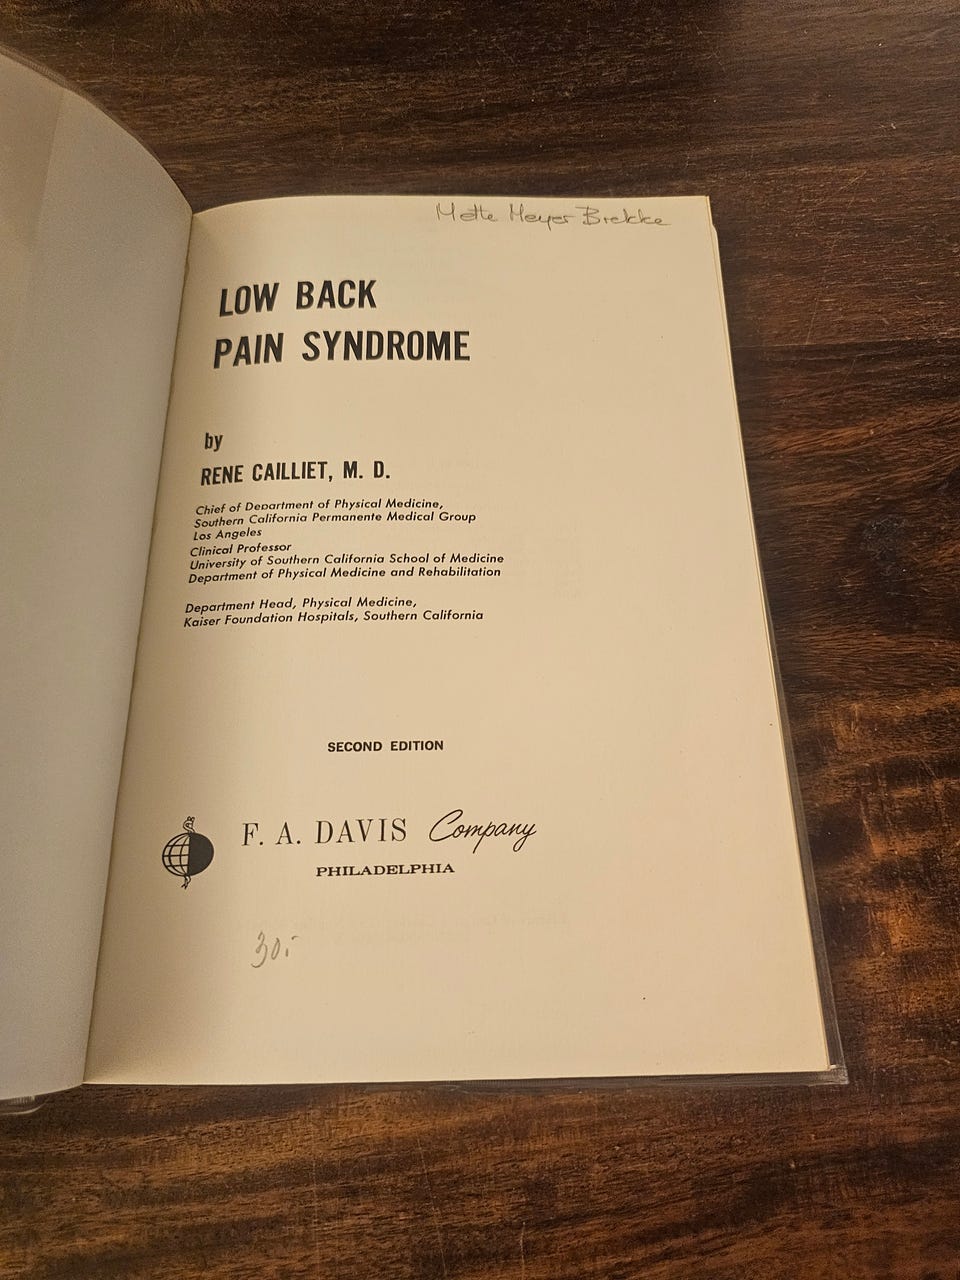 Mette Meyer Brekke
LOW BACK
PAIN SYNDROME
by
RENE CAILLIET, M. D.
Chief of Department of Physical Medicine,
Southern California Permanente Medical Group
Los Angeles
Clinical Professor
University of Southern California School of Medicine
Department of Physical Medicine and Rehabilitation
Department Head, Physical Medicine,
Kaiser Foundation Hospitals, Southern California
SECOND EDITION
F. A. DAVIS Company
PHILADELPHIA
30.-